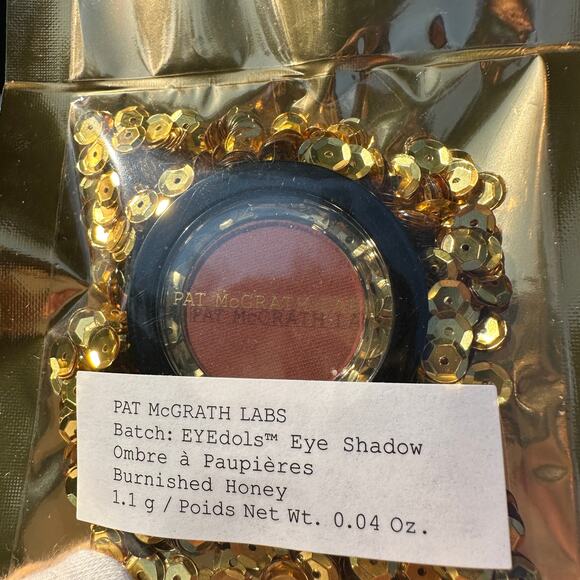 PAT McGRATH LABS
PAT McGRATH LA
PAT McGRATH LABS
Batch: EYEdols™ Eye Shadow
Ombre à Paupières
Burnished Honey
1.1 g / Poids Net Wt. 0.04 Oz.